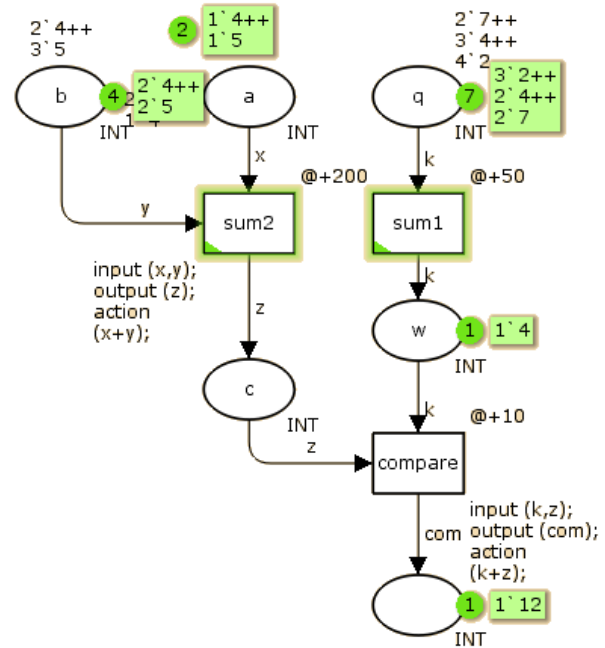 2`4++
3`5
2
1`4++
1`5
2`7++
3`4++
4`2
b
4
2`4++
2`5
a
q
7
3`2++
2`4++
2`7
INT
INT
INT
x
k
@+200
@+50
y
sum2
sum1
input (x,y);
output (z);
action
(x+y);
z
k
w
1
1`4
INT
c
INT
k
@+10
z
compare
com
input (k,z);
output (com);
action
(k+z);
1
1`12
INT